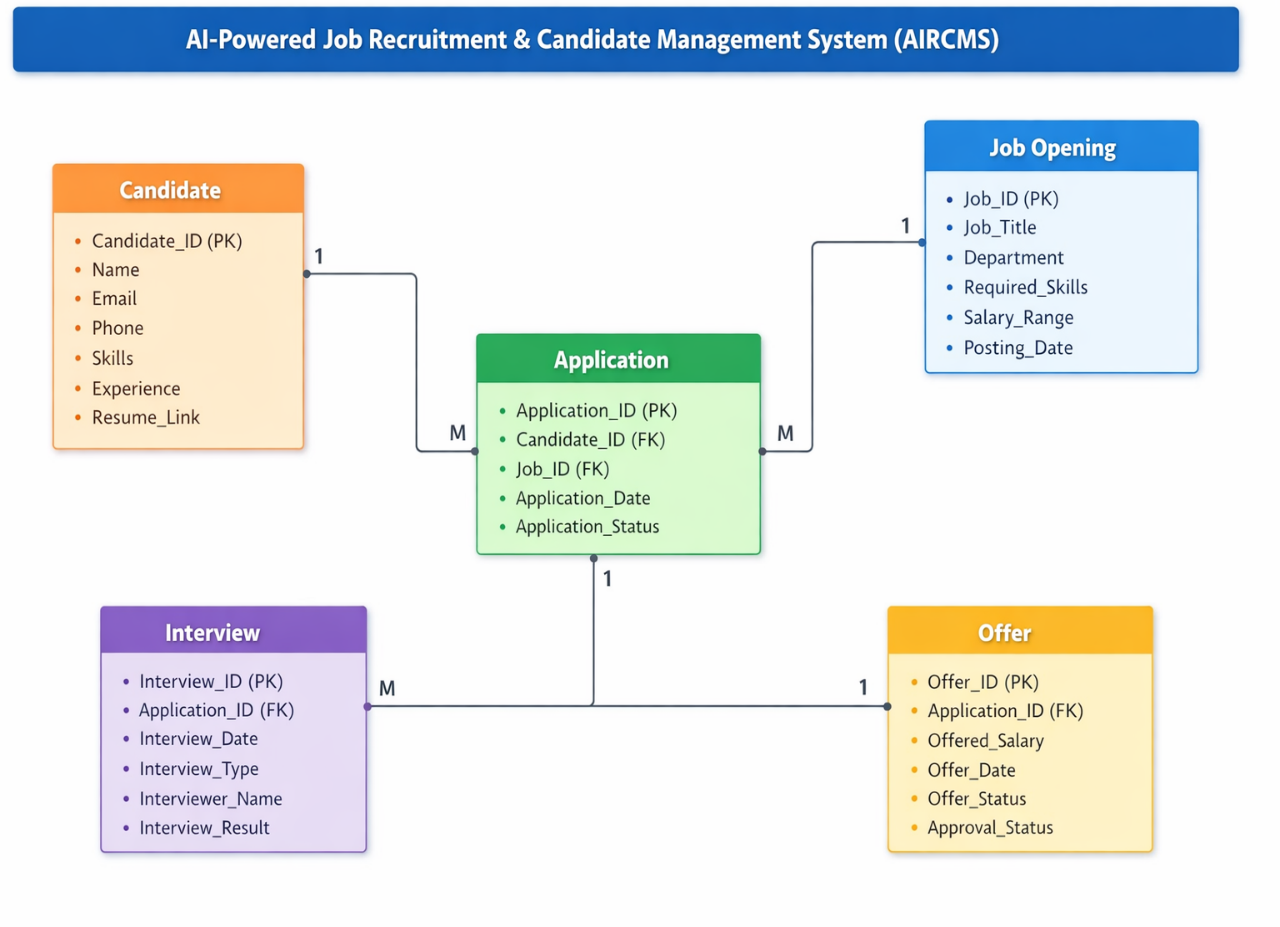 AI-Powered Job Recruitment & Candidate Management System (AIRCMS)
Candidate
• Candidate_ID (PK)
• Name
• Email
• Phone
• Skills
• Experience
• Resume_Link
1
M
Application
• Application_ID (PK)
• Candidate_ID (FK)
• Job_ID (FK)
• Application_Date
• Application_Status
M
1
Job Opening
• Job_ID (PK)
• Job_Title
• Department
• Required_Skills
• Salary_Range
• Posting_Date
1
Interview
• Interview_ID (PK)
• Application_ID (FK)
• Interview_Date
• Interview_Type
• Interviewer_Name
• Interview_Result
M
1
Offer
• Offer_ID (PK)
• Application_ID (FK)
• Offered_Salary
• Offer_Date
• Offer_Status
• Approval_Status